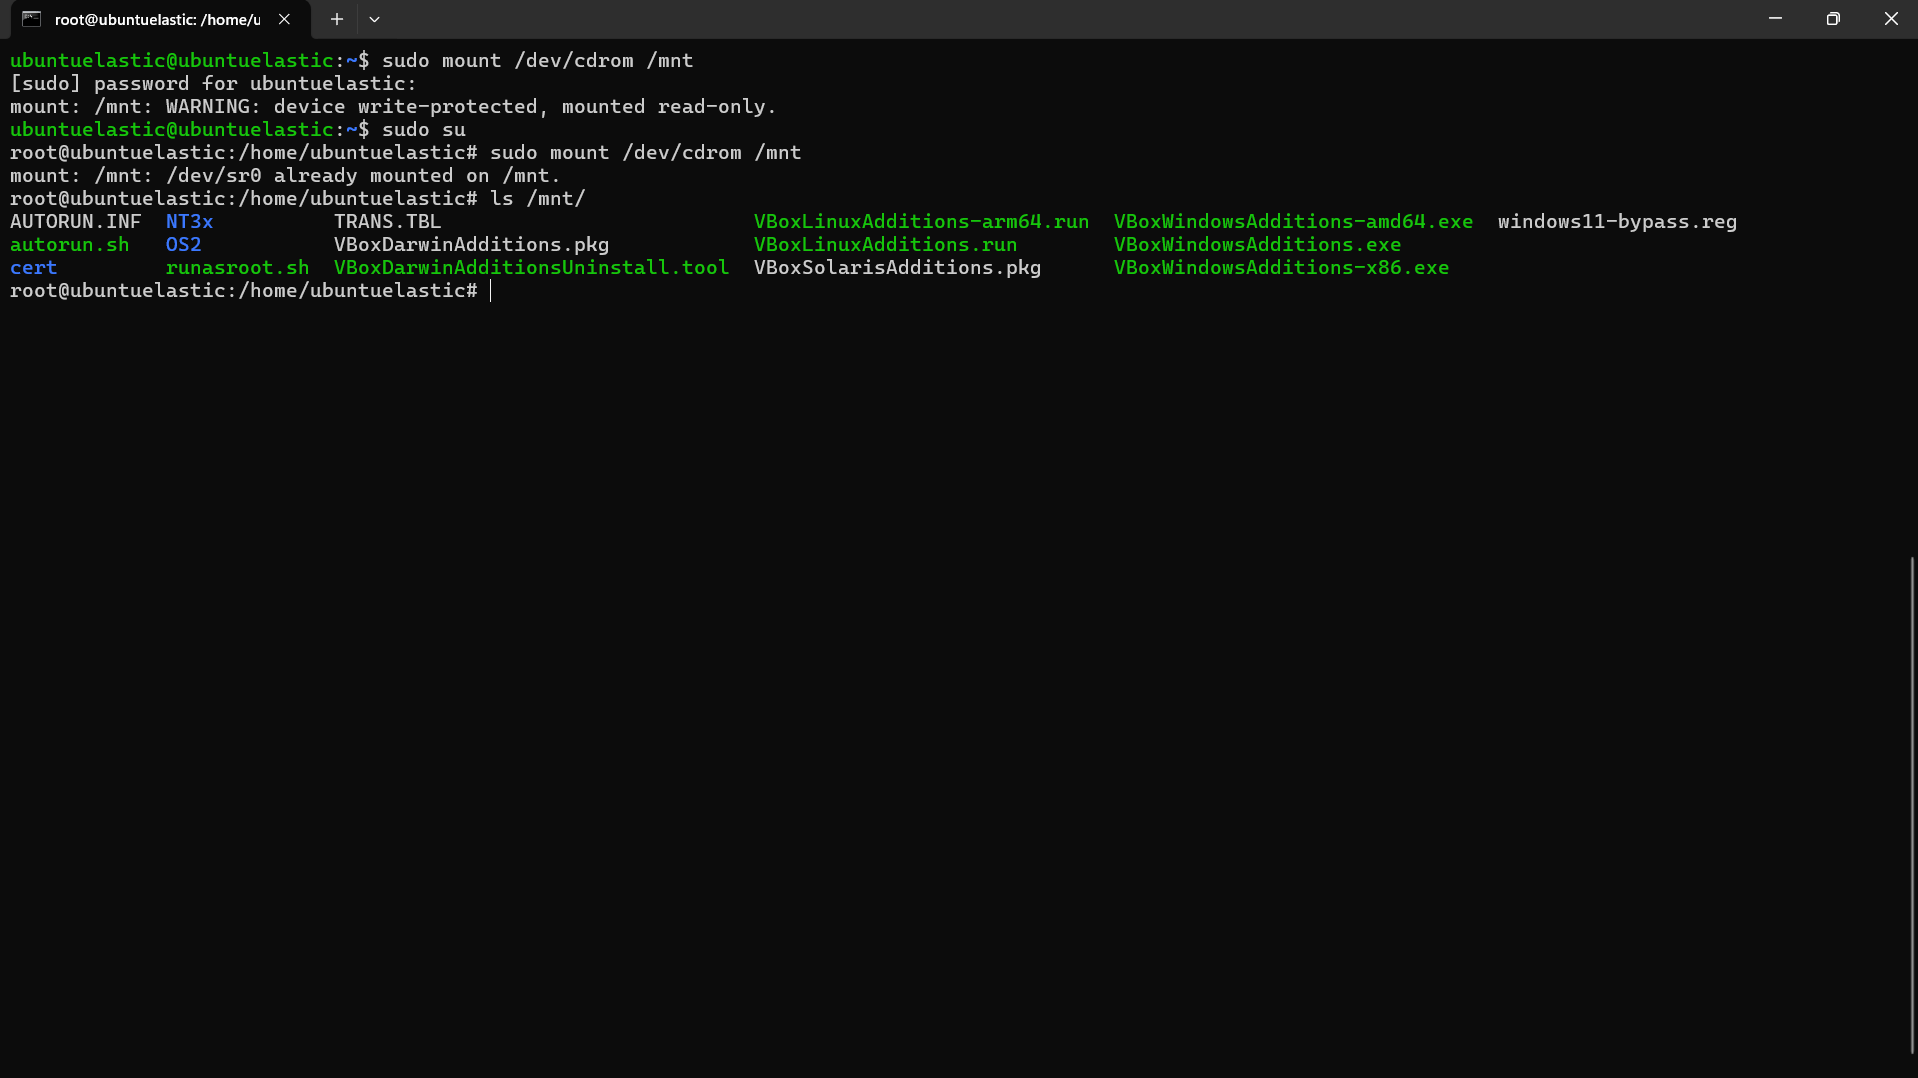 root@ubuntuelastic: /home/u
ubuntuelastic@ubuntuelastic:~$ sudo mount /dev/cdrom /mnt
[sudo] password for ubuntuelastic:
mount: /mnt: WARNING: device write-protected, mounted read-only.
ubuntuelastic@ubuntuelastic:~$ sudo su
root@ubuntuelastic:/home/ubuntuelastic# sudo mount /dev/cdrom /mnt
mount: /mnt: /dev/sr0 already mounted on /mnt.
root@ubuntuelastic:/home/ubuntuelastic# ls /mnt/
AUTORUN.INF  NT3x          TRANS.TBL                          VBoxLinuxAdditions-arm64.run  VBoxWindowsAdditions-amd64.exe  windows11-bypass.reg
autorun.sh   OS2           VBoxDarwinAdditions.pkg            VBoxLinuxAdditions.run        VBoxWindowsAdditions.exe
cert         runasroot.sh  VBoxDarwinAdditionsUninstall.tool  VBoxSolarisAdditions.pkg      VBoxWindowsAdditions-x86.exe
root@ubuntuelastic:/home/ubuntuelastic#